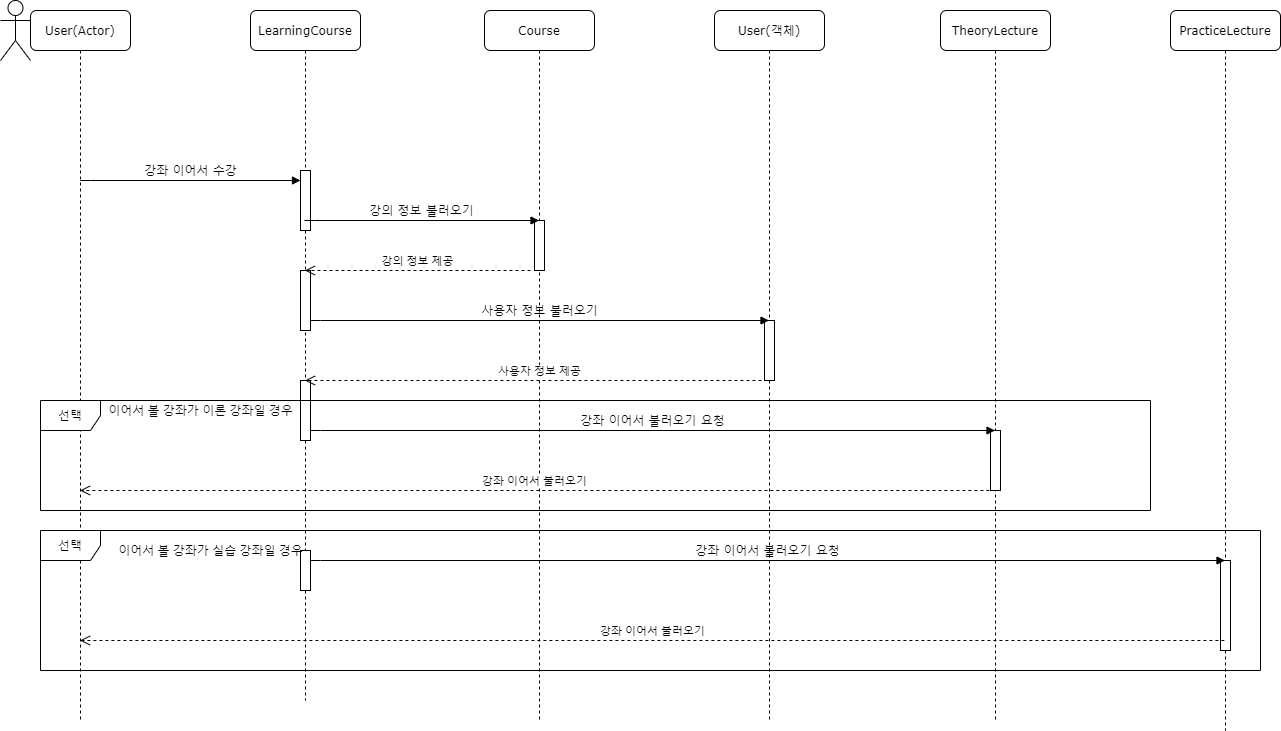 User(Actor)
LearningCourse
Course
User(객체)
TheoryLecture
PracticeLecture
강좌 이어서 수강
강의 정보 불러오기
강의 정보 제공
사용자 정보 불러오기
사용자 정보 제공
선택
이어서 볼 강좌가 이론 강좌일 경우
강좌 이어서 불러오기 요청
강좌 이어서 불러오기
선택
이어서 볼 강좌가 실습 강좌일 경우
강좌 이어서 불러오기 요청
강좌 이어서 불러오기